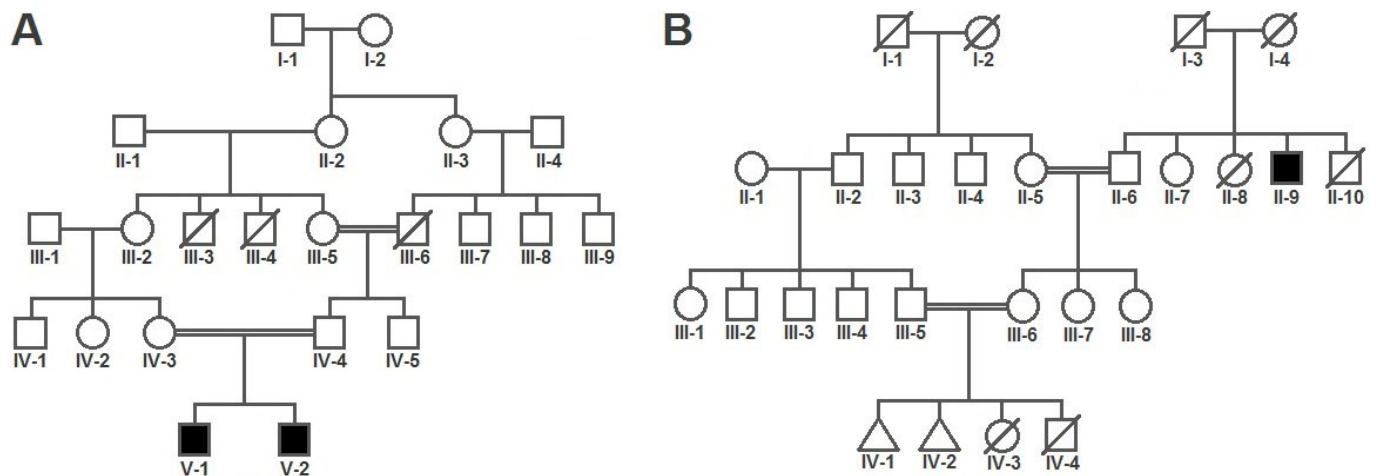 A
I-1 I-2
II-1 II-2 II-3 II-4
III-1 III-2 III-3 III-4 III-5 III-6 III-7 III-8 III-9
IV-1 IV-2 IV-3 IV-4 IV-5
V-1 V-2
B
I-1 I-2 I-3 I-4
II-1 II-2 II-3 II-4 II-5 II-6 II-7 II-8 II-9 II-10
III-1 III-2 III-3 III-4 III-5 III-6 III-7 III-8
IV-1 IV-2 IV-3 IV-4